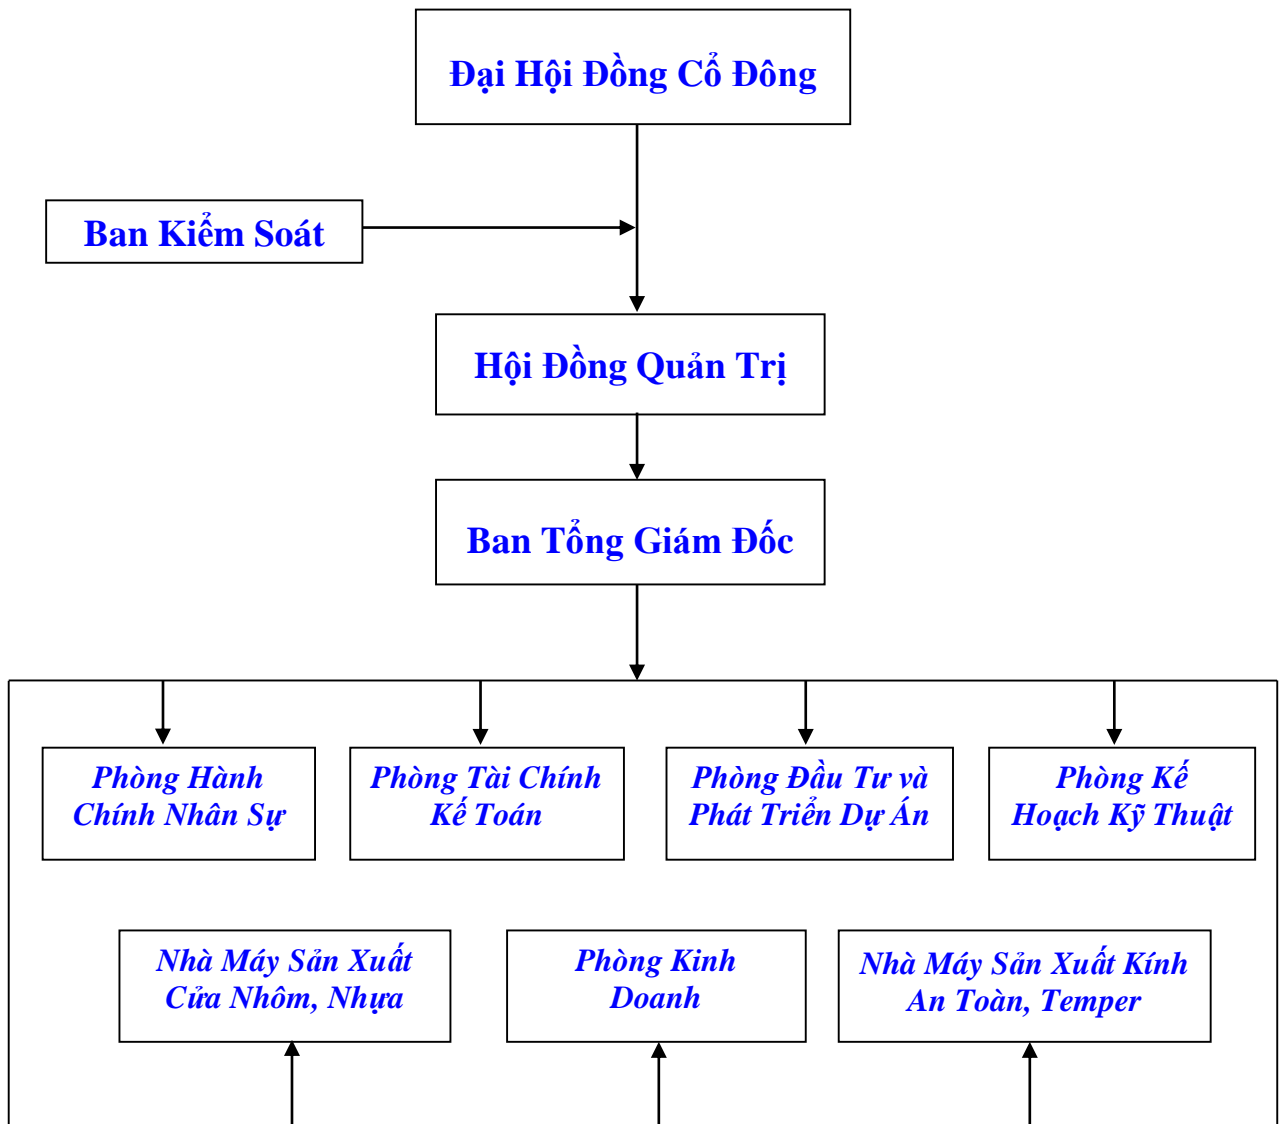 Đại Hội Đồng Cổ Đông
Ban Kiểm Soát
Hội Đồng Quản Trị
Ban Tổng Giám Đốc
Phòng Hành
Chính Nhân Sự
Phòng Tài Chính
Kế Toán
Phòng Đầu Tư và
Phát Triển Dự Án
Phòng Kế
Hoạch Kỹ Thuật
Nhà Máy Sản Xuất
Cửa Nhôm, Nhựa
Phòng Kinh
Doanh
Nhà Máy Sản Xuất Kính
An Toàn, Temper